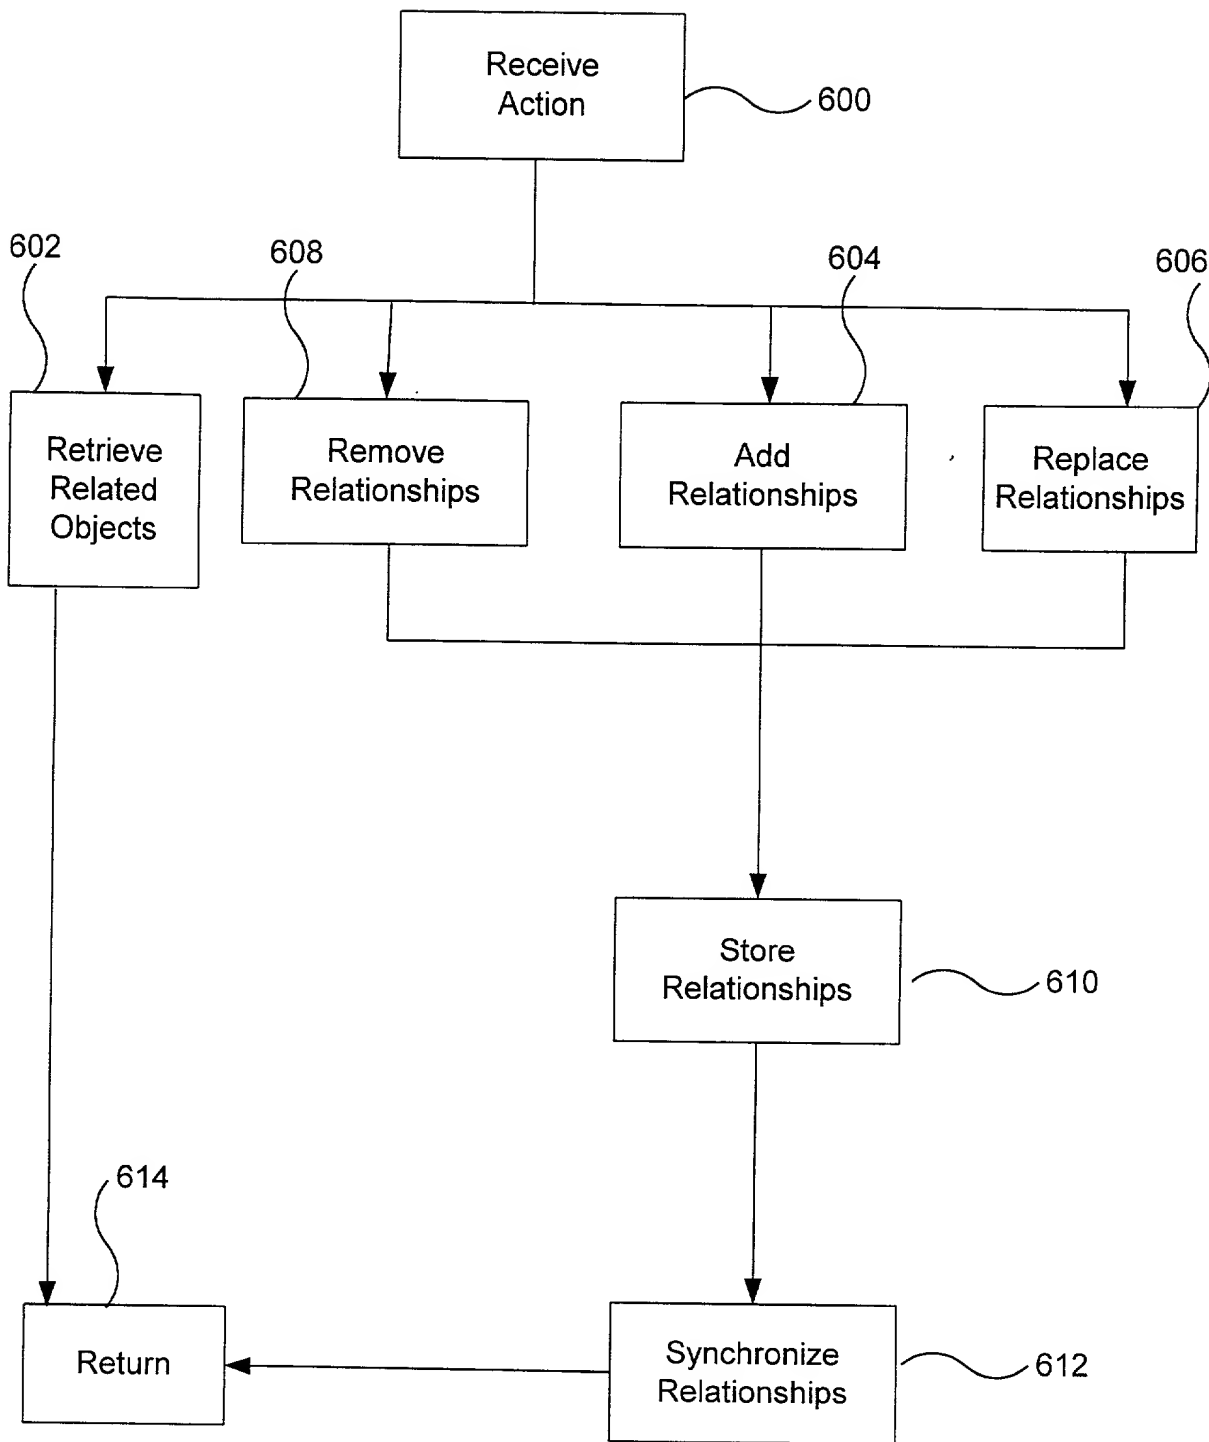 Receive
Action
600
602
608
604
606
Retrieve
Related
Objects
Remove
Relationships
Add
Relationships
Replace
Relationships
Store
Relationships
610
614
Return
Synchronize
Relationships
612